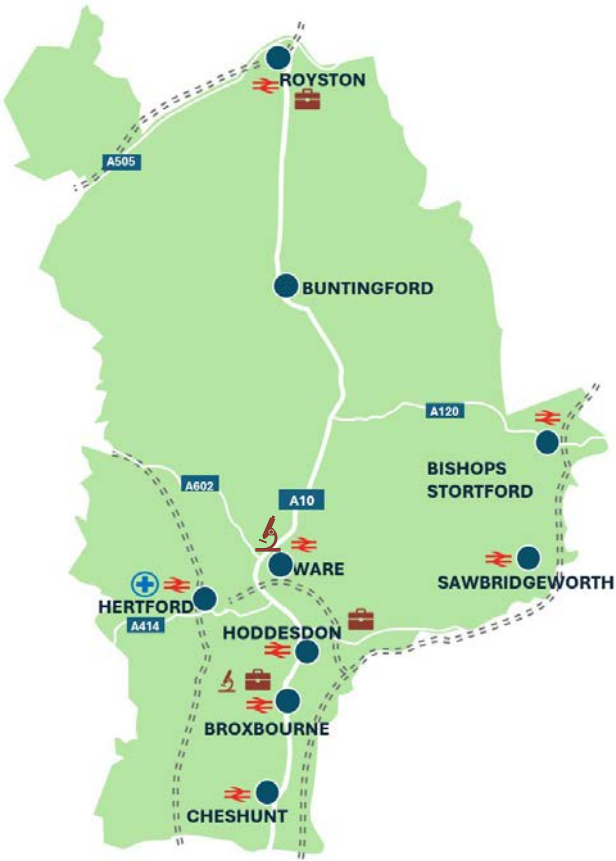 ROYSTON
A505
BUNTINGFORD
A120
BISHOPS
STORTFORD
A602
A10
WARE
SAWBRIDGEWORTH
HERTFORD
A414
HODDESDON
BROXBOURNE
CHESHUNT